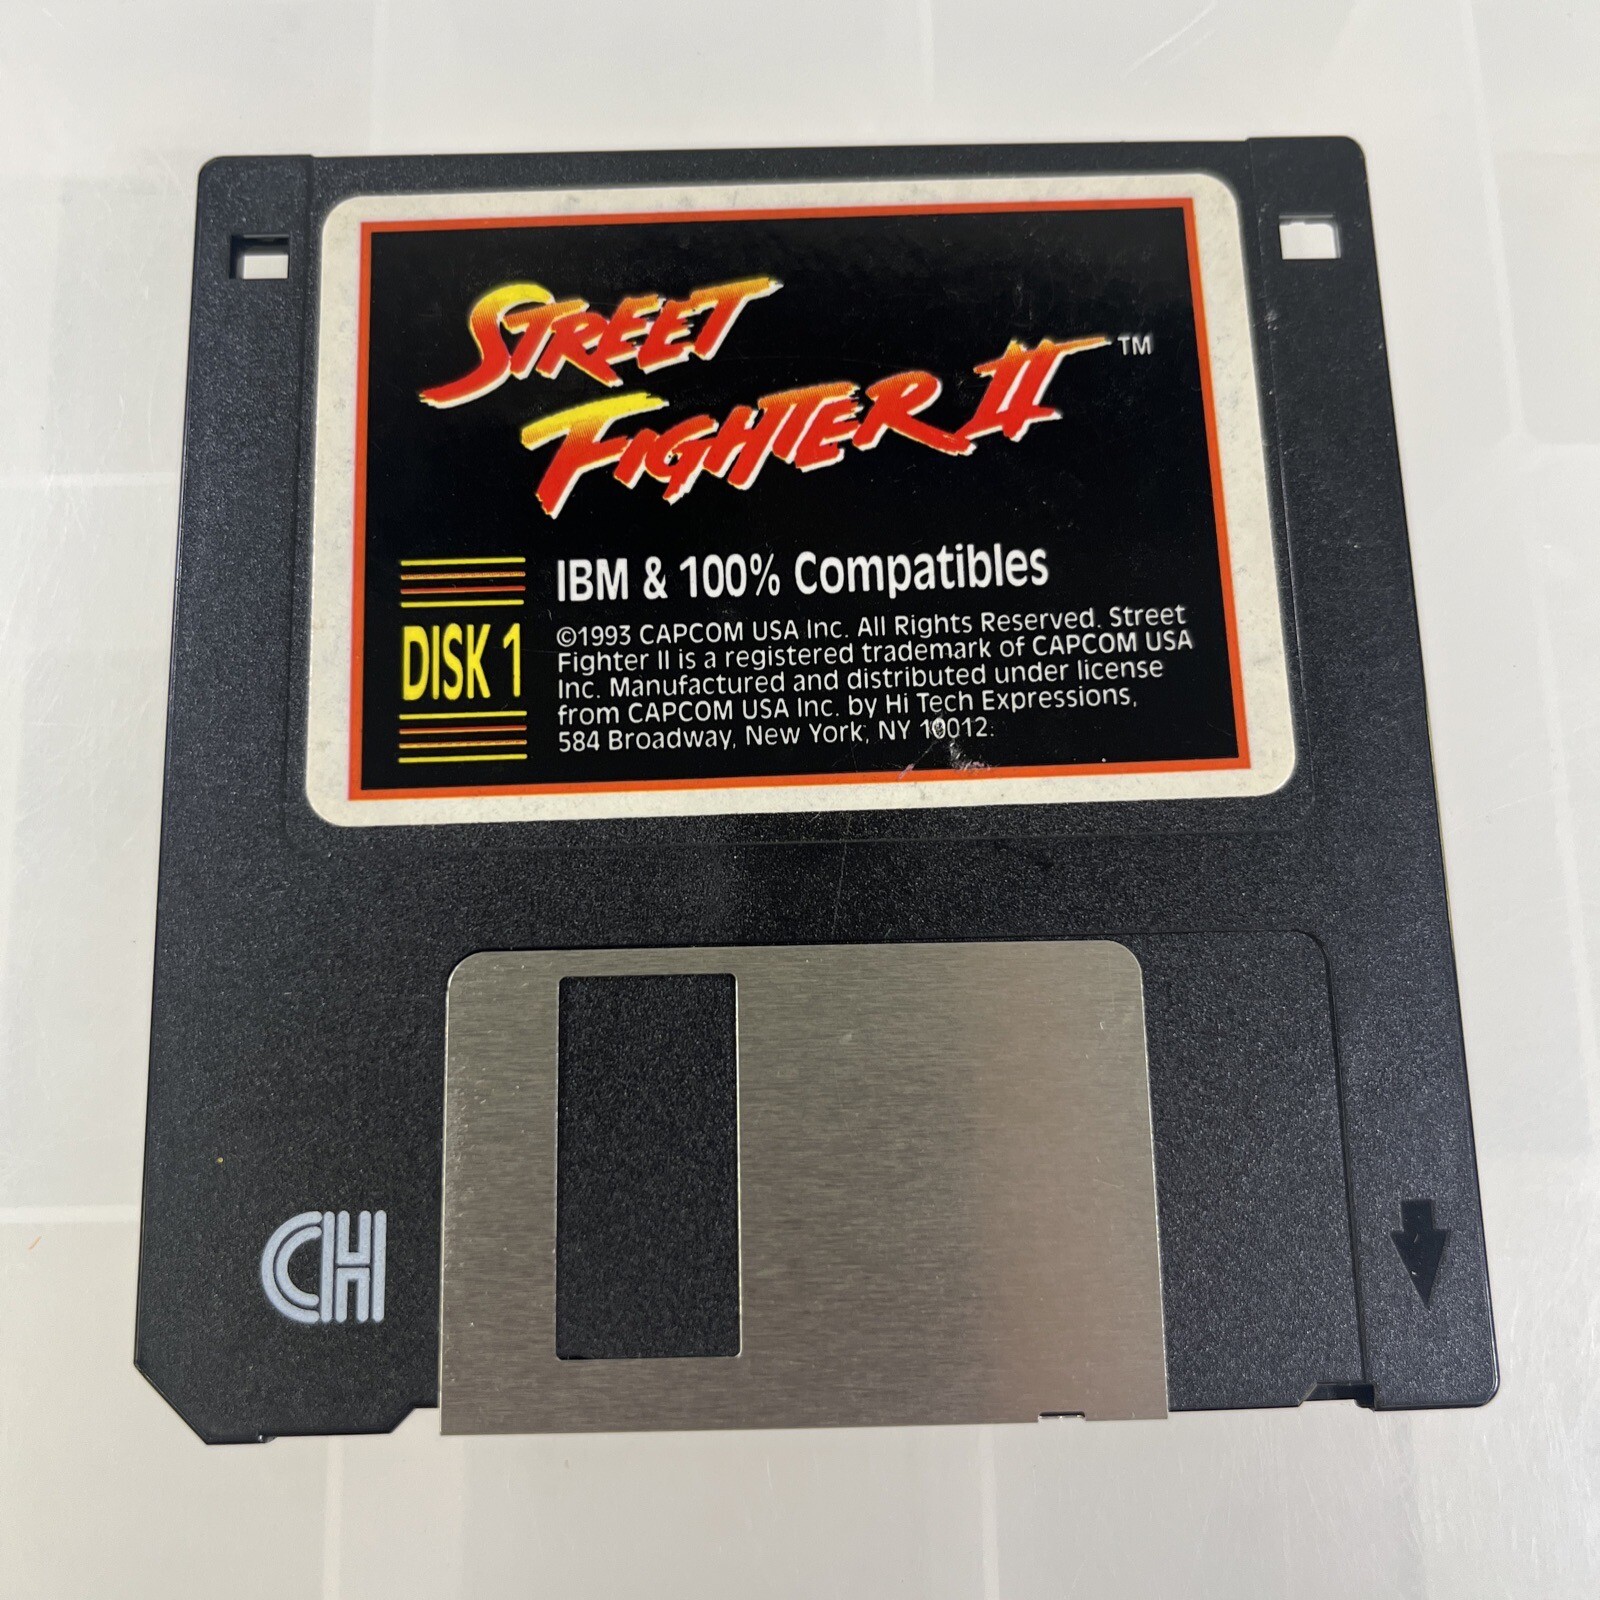 STREET
FIGHTER II™
IBM & 100% Compatibles
DISK 1
©1993 CAPCOM USA Inc. All Rights Reserved. Street
Fighter II is a registered trademark of CAPCOM USA
Inc. Manufactured and distributed under license
from CAPCOM USA Inc. by Hi Tech Expressions,
584 Broadway, New York, NY 10012.
CH